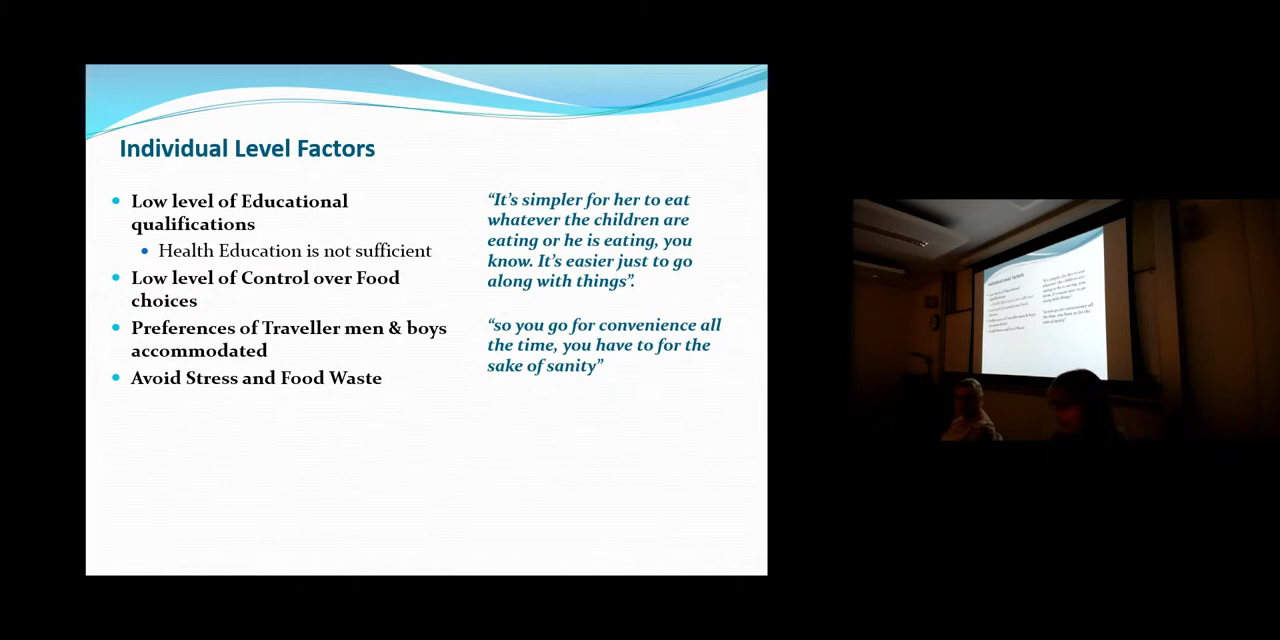 Individual Level Factors
Low level of Educational
qualifications
Health Education is not sufficient
Low level of Control over Food
choices
Preferences of Traveller men & boys
accommodated
Avoid Stress and Food Waste
“It’s simpler for her to eat
whatever the children are
eating or he is eating, you
know. It’s easier just to go
along with things”.
“so you go for convenience all
the time, you have to for the
sake of sanity”
Individual Level Factors